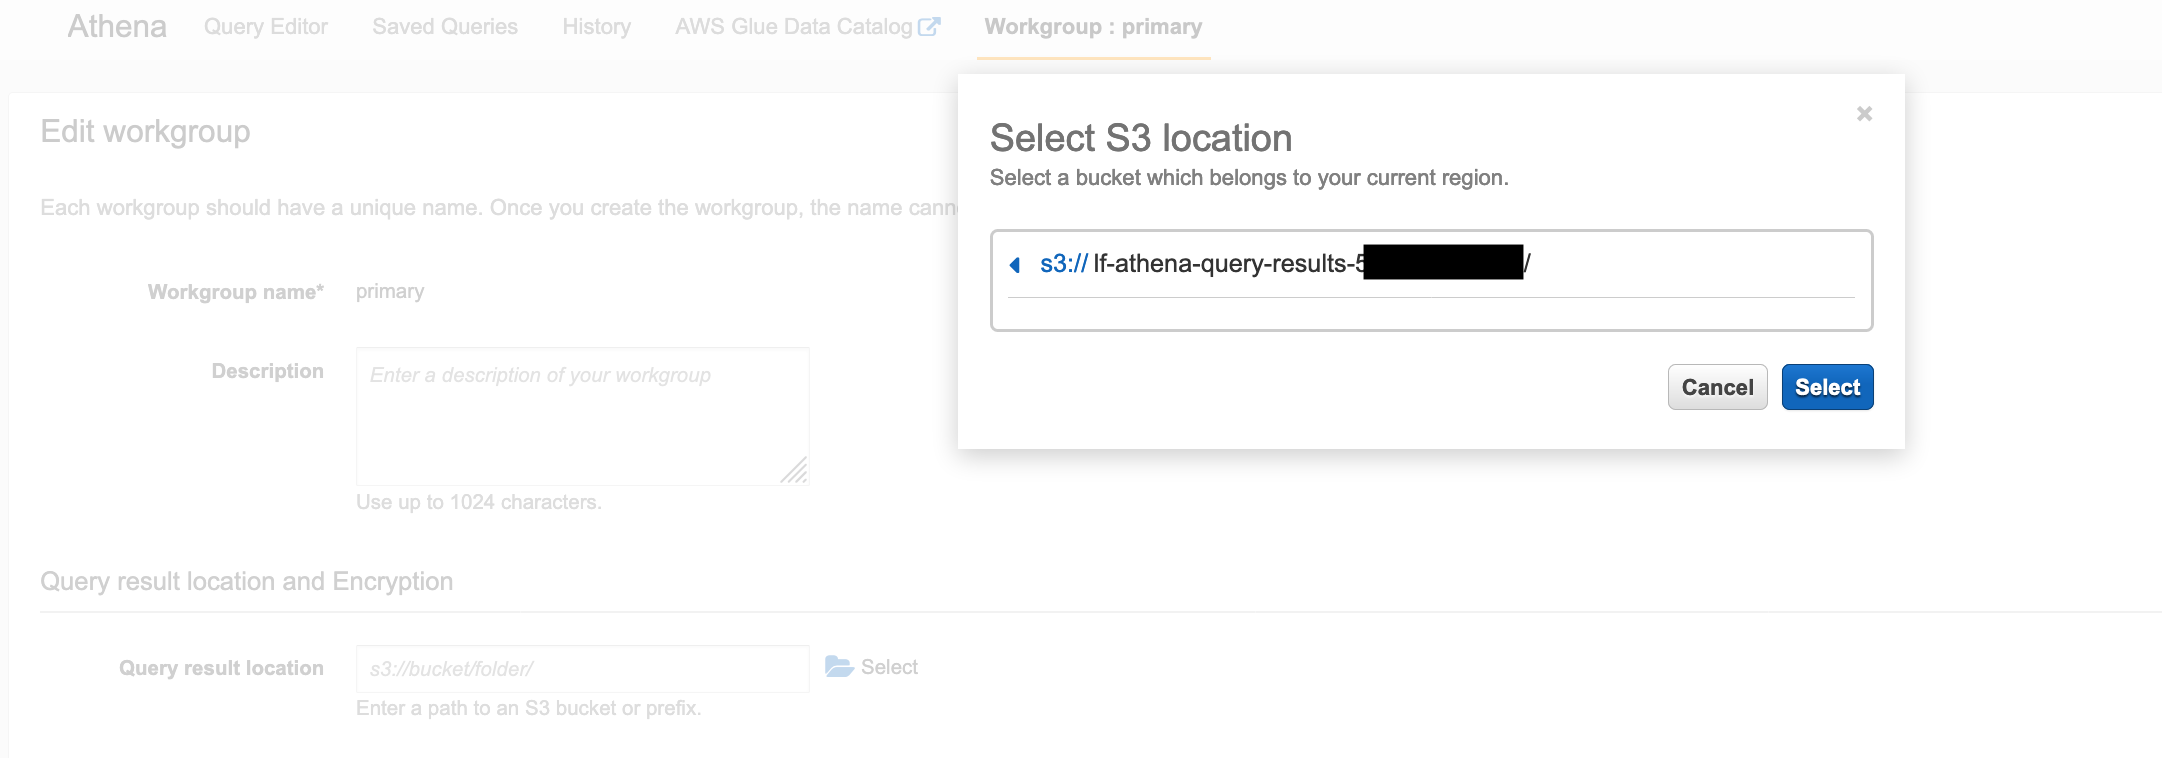 Athena Query Editor Saved Queries History AWS Glue Data Catalog Workgroup : primary
Edit workgroup
Each workgroup should have a unique name. Once you create the workgroup, the name
Workgroup name* primary
Description Enter a description of your workgroup
Use up to 1024 characters.
Query result location and Encryption
Query result location s3://bucket/folder/ Select
Enter a path to an S3 bucket or prefix.
Select S3 location
Select a bucket which belongs to your current region.
s3:// lf-athena-query-results-5 /
Cancel Select